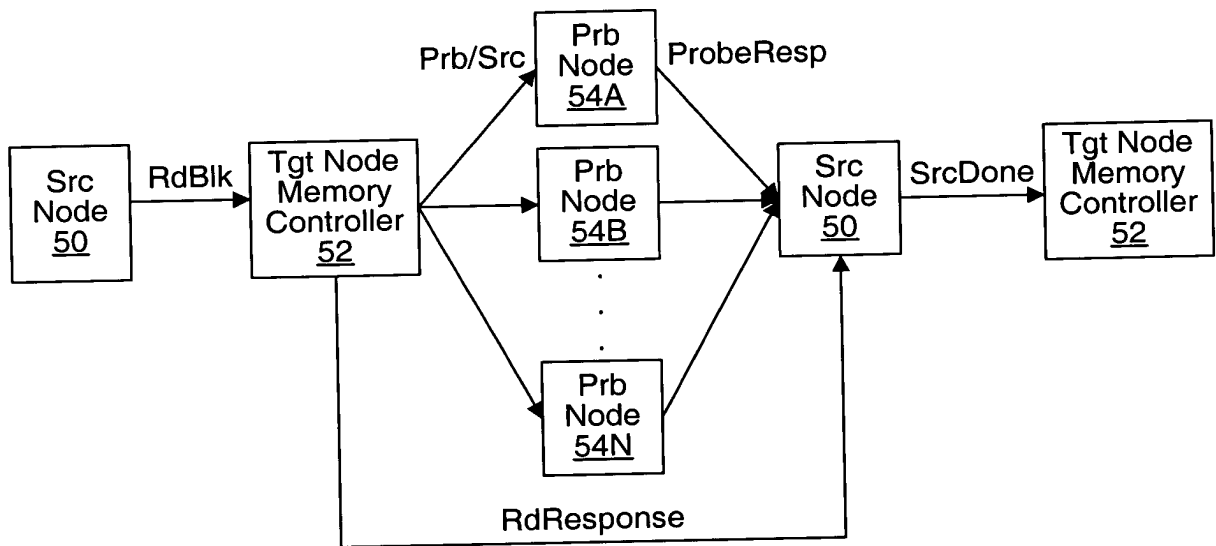 Src
Node
50
RdBlk
Tgt Node
Memory
Controller
52
Prb/Src
Prb
Node
54A
ProbeResp
Prb
Node
54B
Prb
Node
54N
Src
Node
50
SrcDone
Tgt Node
Memory
Controller
52
RdResponse